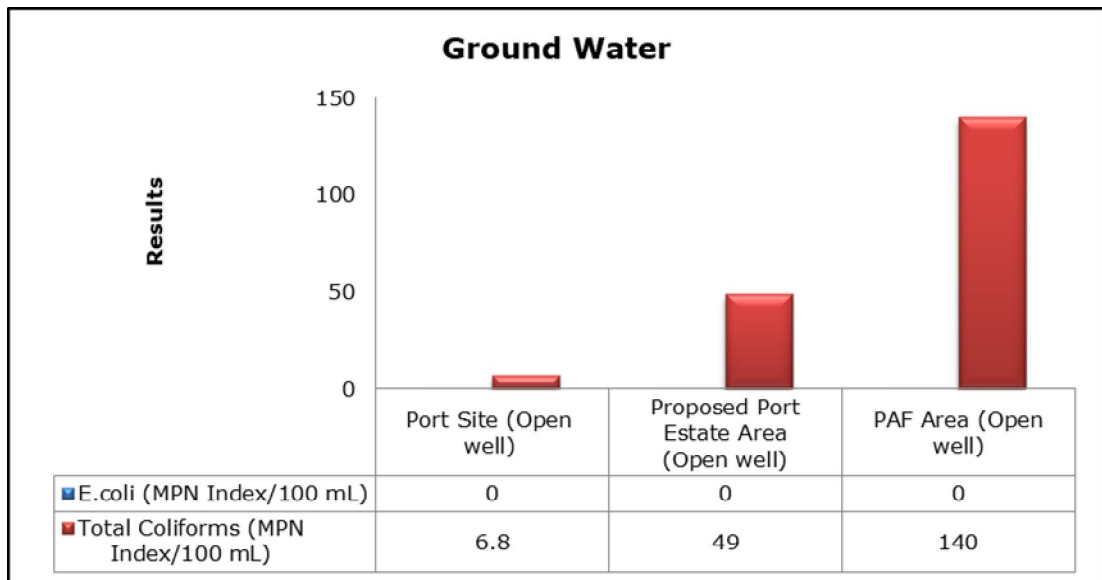 Ground Water
Results
150
100
50
0
Port Site (Open
well)
Proposed Port
Estate Area
(Open well)
PAF Area (Open
well)
E.coli (MPN Index/100 mL)
0
0
0
Total Coliforms (MPN
Index/100 mL)
6.8
49
140